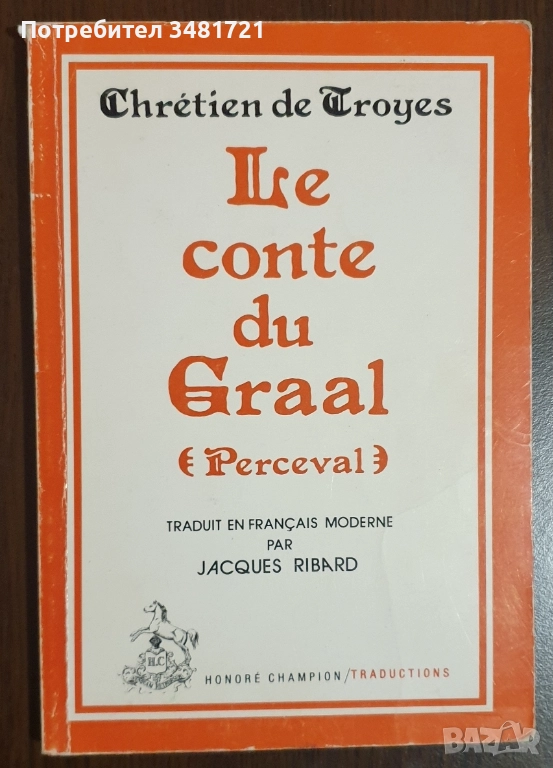 Потребител 3481721
Chrétien de Troyes
Le
conte
du
Graal
(Perceval)
TRADUIT EN FRANÇAIS MODERNE
PAR
JACQUES RIBARD
H.C
HONORÉ CHAMPION/TRADUCTIONS
BAZAR